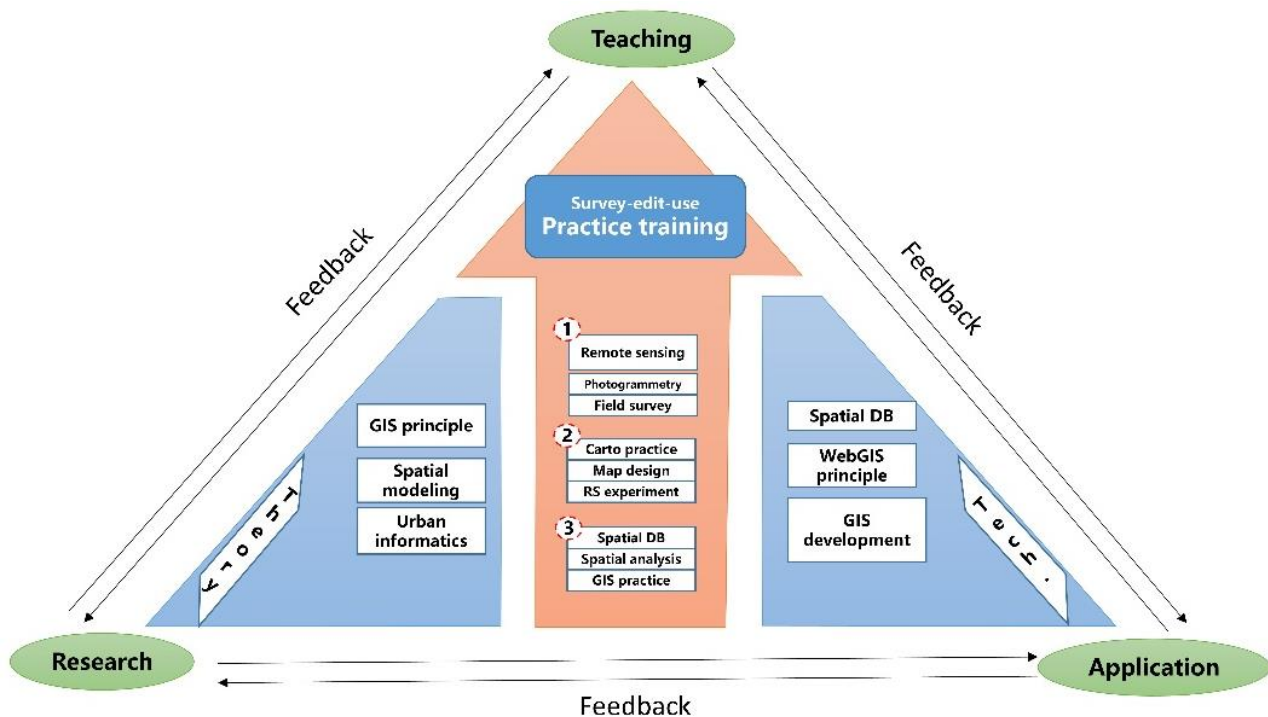 Teaching
Feedback
Feedback
Survey-edit-use
Practice training
1
Remote sensing
Photogrammetry
Field survey
2
Carto practice
Map design
RS experiment
3
Spatial DB
Spatial analysis
GIS practice
GIS principle
Spatial
modeling
Urban
informatics
Theory
Spatial DB
WebGIS
principle
GIS
development
Tech.
Research
Application
Feedback